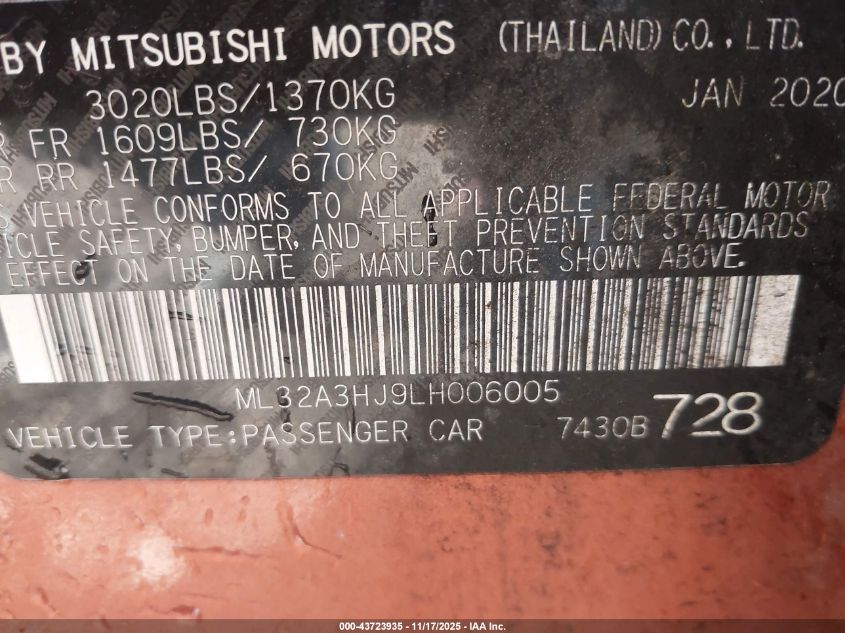 BY MITSUBISHI MOTORS (THAILAND) CO., LTD.
3020LBS/1370KG JAN 2020
R FR 1609LBS/ 730KG
R RR 1477LBS/ 670KG
S VEHICLE CONFORMS TO ALL APPLICABLE FEDERAL MOTOR
ICLE SAFETY, BUMPER, AND THEFT PREVENTION STANDARDS
EFFECT ON THE DATE OF MANUFACTURE SHOWN ABOVE.
ML32A3HJ9LH006005
VEHICLE TYPE:PASSENGER CAR 7430B 728
000-43723935 - 11/17/2025 - IAA Inc.